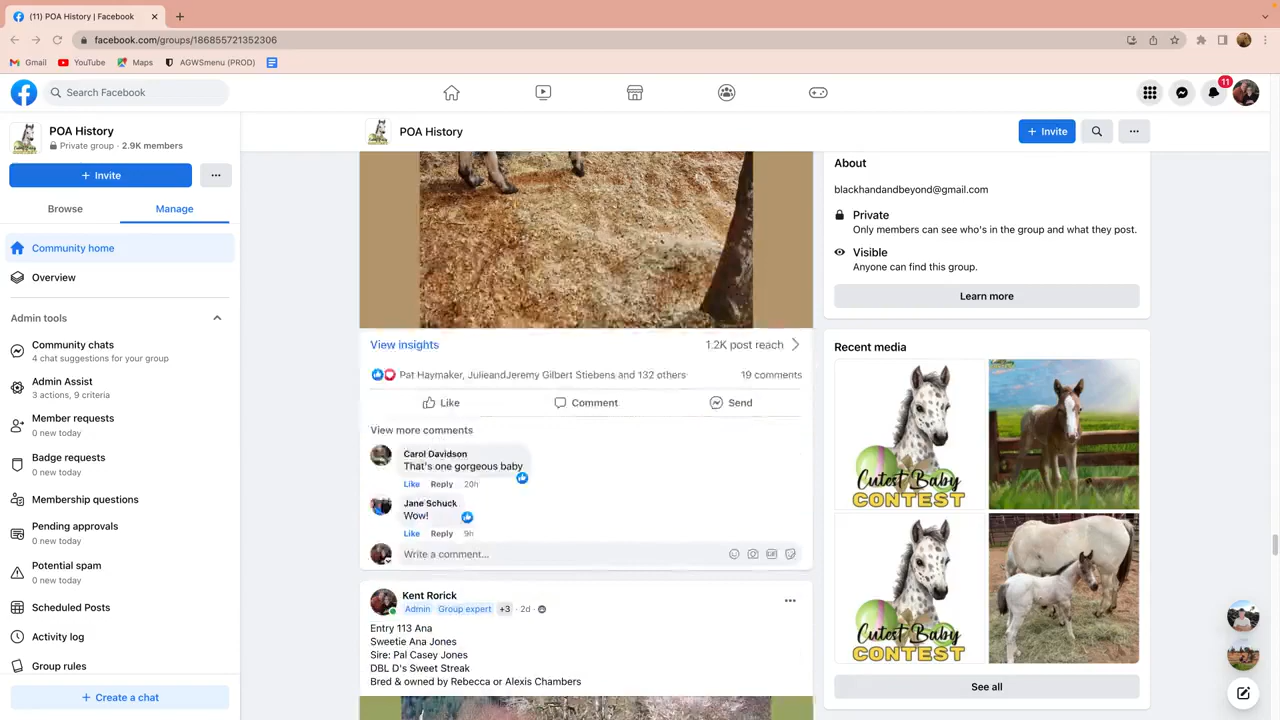 (11) POA History | Facebook
facebook.com/groups/186855721352306
Gmail YouTube Maps AGWSmenu (PROD)
Search Facebook
11
POA History
Private group · 2.9K members
+ Invite
Browse Manage
Community home
Overview
Admin tools
Community chats
4 chat suggestions for your group
Admin Assist
3 actions, 9 criteria
Member requests
0 new today
Badge requests
0 new today
Membership questions
Pending approvals
0 new today
Potential spam
0 new today
Scheduled Posts
Activity log
Group rules
+ Create a chat
POA History
+ Invite
View insights 1.2K post reach
Pat Haymaker, JulieandJeremy Gilbert Stiebens and 132 others 19 comments
Like Comment Send
View more comments
Carol Davidson
That's one gorgeous baby
Like Reply 20h
Jane Schuck
Wow!
Like Reply 9h
Write a comment...
GIF
Kent Rorick
Admin Group expert +3 · 2d ·
Entry 113 Ana
Sweetie Ana Jones
Sire: Pal Casey Jones
DBL D's Sweet Streak
Bred & owned by Rebecca or Alexis Chambers
About
blackhandandbeyond@gmail.com
Private
Only members can see who's in the group and what they post.
Visible
Anyone can find this group.
Learn more
Recent media
Cutest Baby
CONTEST
Cutest Baby
CONTEST
See all